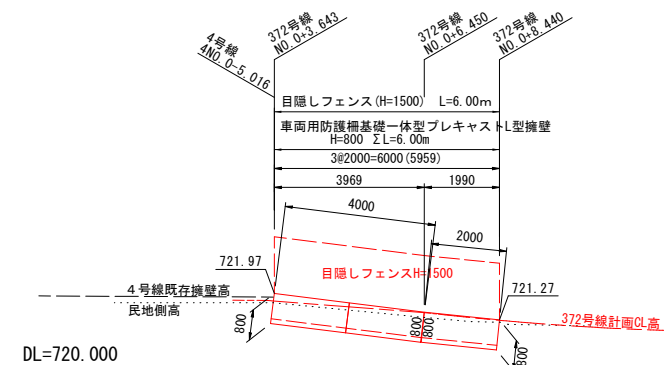 4号線
4NO.0-5.016
372号線
NO.0+3.643
372号線
NO.0+6.450
372号線
NO.0+8.440
目隠しフェンス(H=1500) L=6.00m
車両用防護柵基礎一体型プレキャストL型擁壁
H=800 ΣL=6.00m
3@2000=6000(5959)
3969
1990
4000
2000
721.97
目隠しフェンスH=1500
721.27
4号線既存擁壁高
民地側高
372号線計画CL高
800
800
800
800
DL=720.000